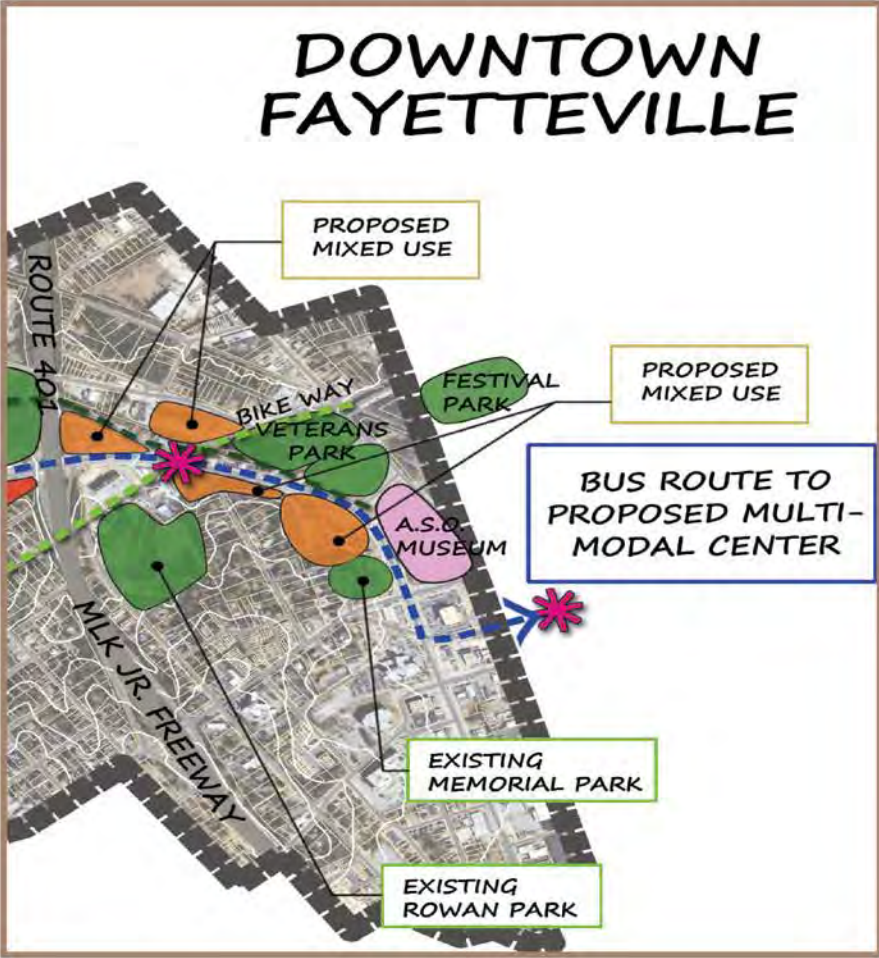 DOWNTOWN
FAYETTEVILLE
PROPOSED
MIXED USE
ROUTE 401
PROPOSED
MIXED USE
FESTIVAL
PARK
BIKE WAY
VETERANS
PARK
BUS ROUTE TO
PROPOSED MULTI-
MODAL CENTER
A.S.O.
MUSEUM
MLK JR. FREEWAY
EXISTING
MEMORIAL PARK
EXISTING
ROWAN PARK